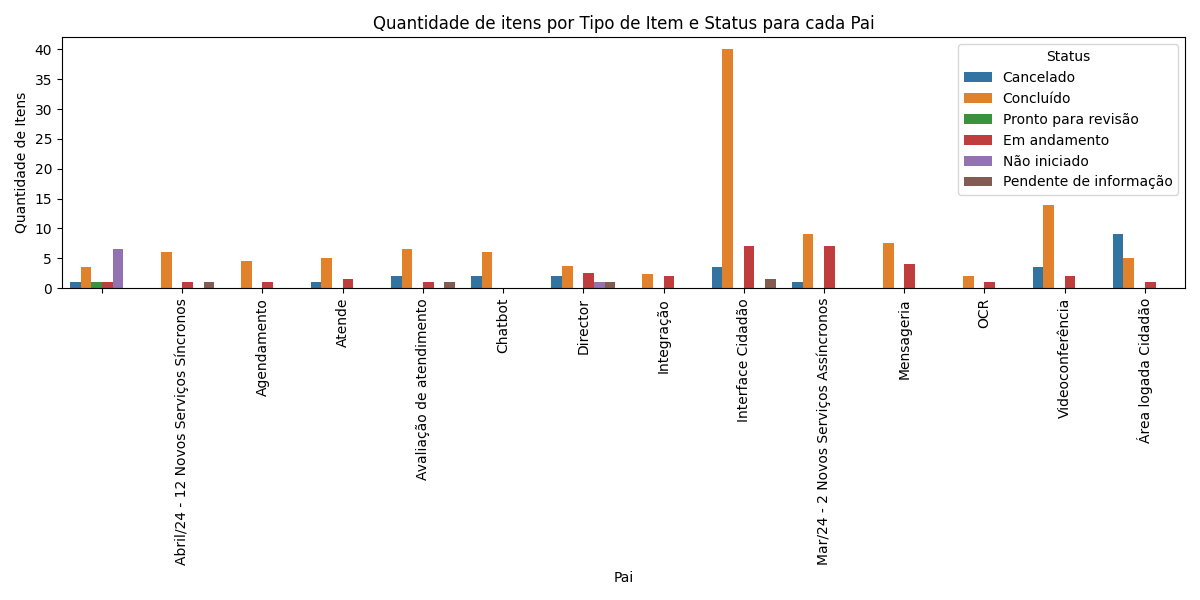 Quantidade de itens por Tipo de Item e Status para cada Pai
Quantidade de Itens
40
35
30
25
20
15
10
5
0
Status
Cancelado
Concluído
Pronto para revisão
Em andamento
Não iniciado
Pendente de informação
Abril/24 - 12 Novos Serviços Síncronos
Agendamento
Atende
Avaliação de atendimento
Chatbot
Director
Integração
Interface Cidadão
Mar/24 - 2 Novos Serviços Assíncronos
Mensageria
OCR
Videoconferência
Área logada Cidadão
Pai